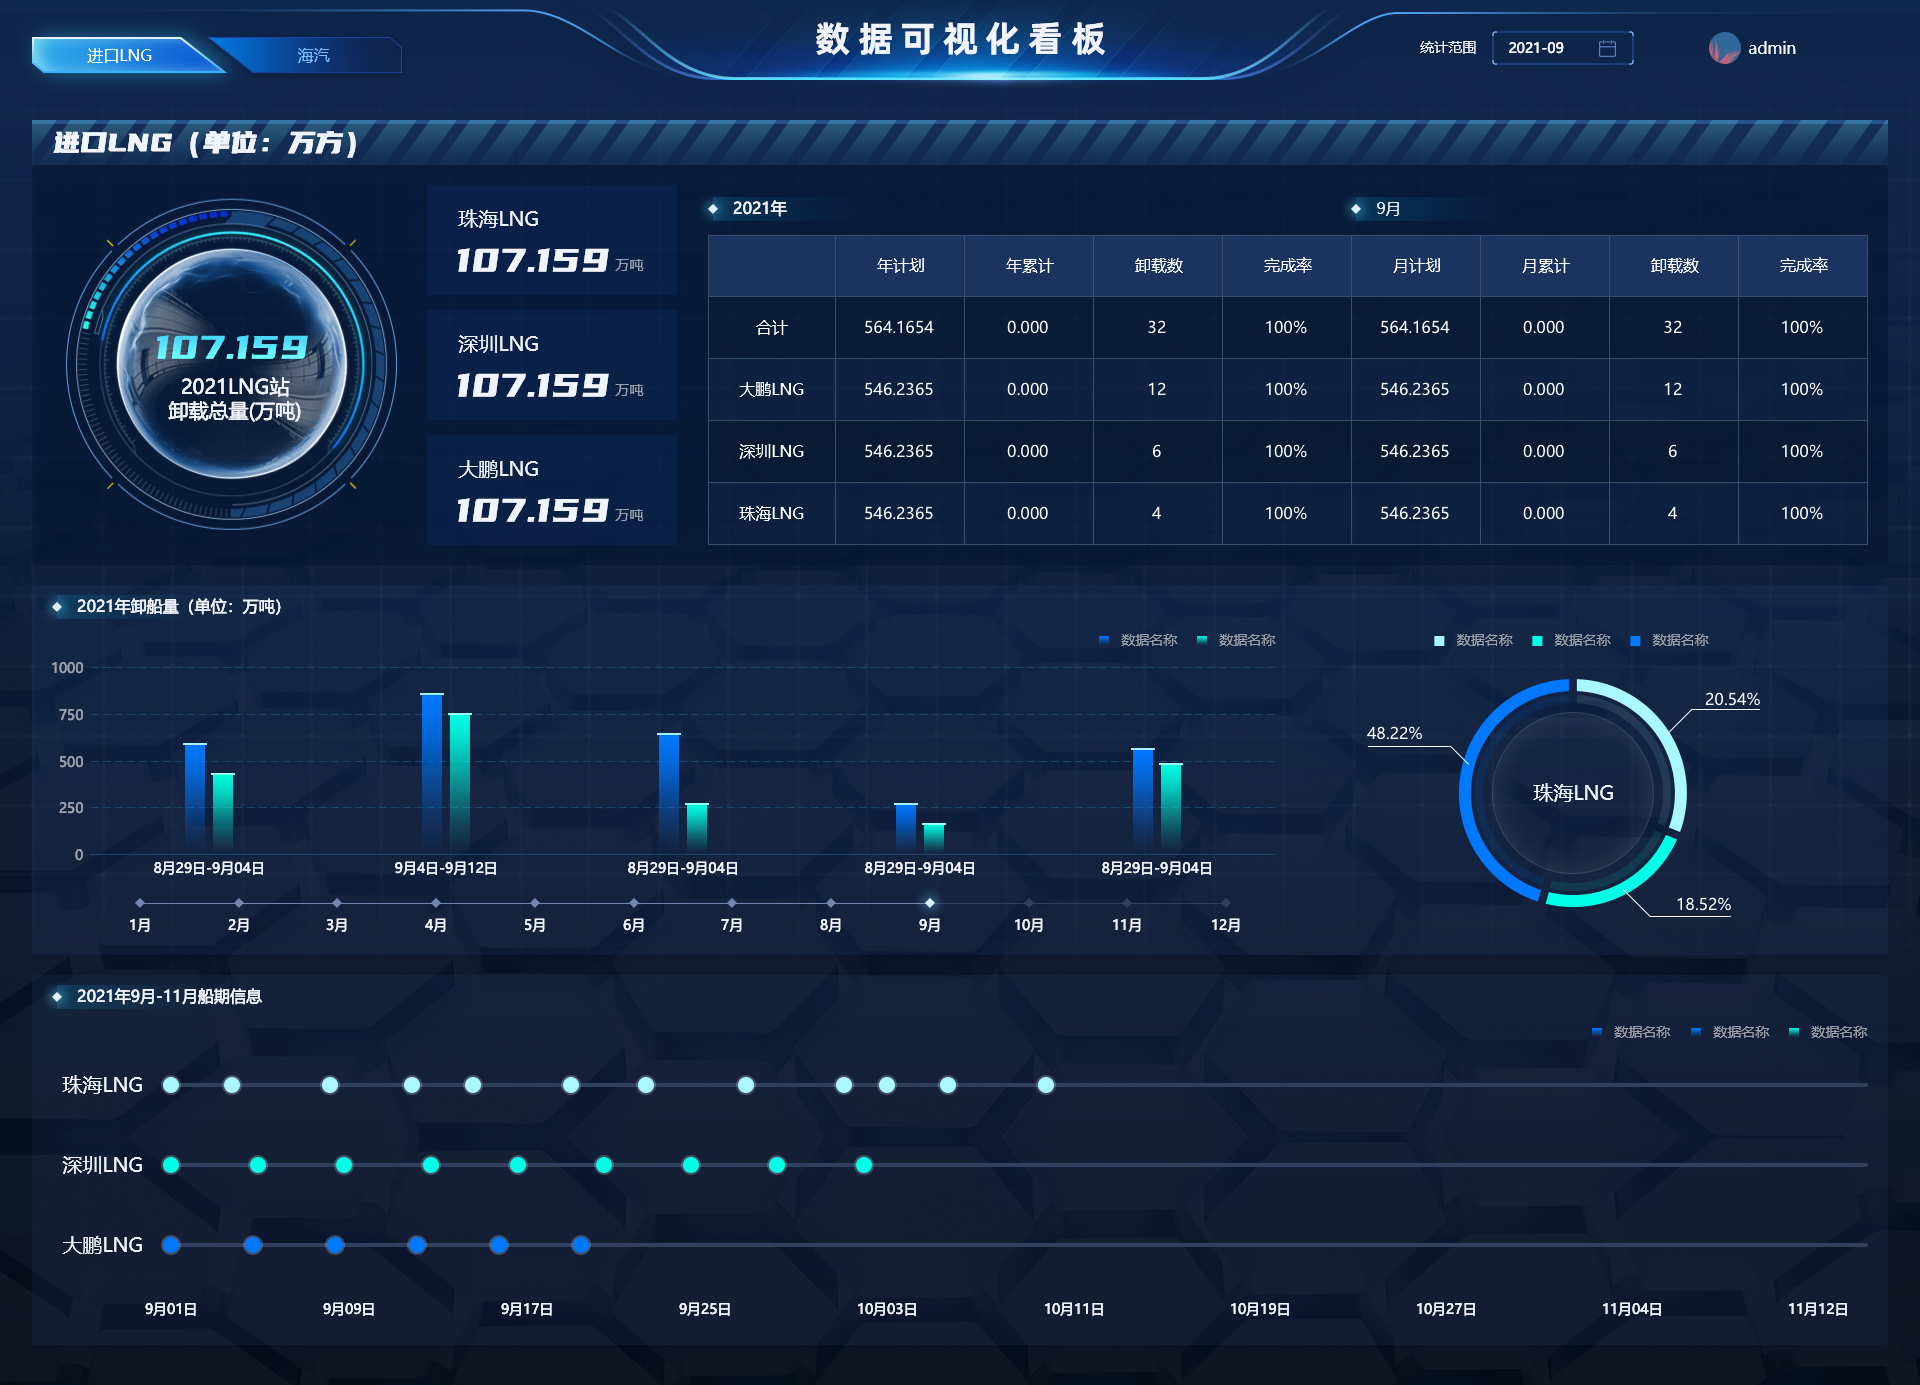 数据可视化看板
进口LNG
海汽
统计范围
2021-09
admin
进口LNG（单位：万方）
107.159
2021LNG站
卸载总量(万吨)
珠海LNG
107.159 万吨
深圳LNG
107.159 万吨
大鹏LNG
107.159 万吨
2021年
9月
年计划 年累计 卸载数 完成率 月计划 月累计 卸载数 完成率
合计 564.1654 0.000 32 100% 564.1654 0.000 32 100%
大鹏LNG 546.2365 0.000 12 100% 546.2365 0.000 12 100%
深圳LNG 546.2365 0.000 6 100% 546.2365 0.000 6 100%
珠海LNG 546.2365 0.000 4 100% 546.2365 0.000 4 100%
2021年卸船量（单位：万吨）
数据名称 数据名称
1000
750
500
250
0
8月29日-9月04日 9月4日-9月12日 8月29日-9月04日 8月29日-9月04日 8月29日-9月04日
1月 2月 3月 4月 5月 6月 7月 8月 9月 10月 11月 12月
数据名称 数据名称 数据名称
20.54%
48.22%
珠海LNG
18.52%
2021年9月-11月船期信息
数据名称 数据名称 数据名称
珠海LNG
深圳LNG
大鹏LNG
9月01日 9月09日 9月17日 9月25日 10月03日 10月11日 10月19日 10月27日 11月04日 11月12日